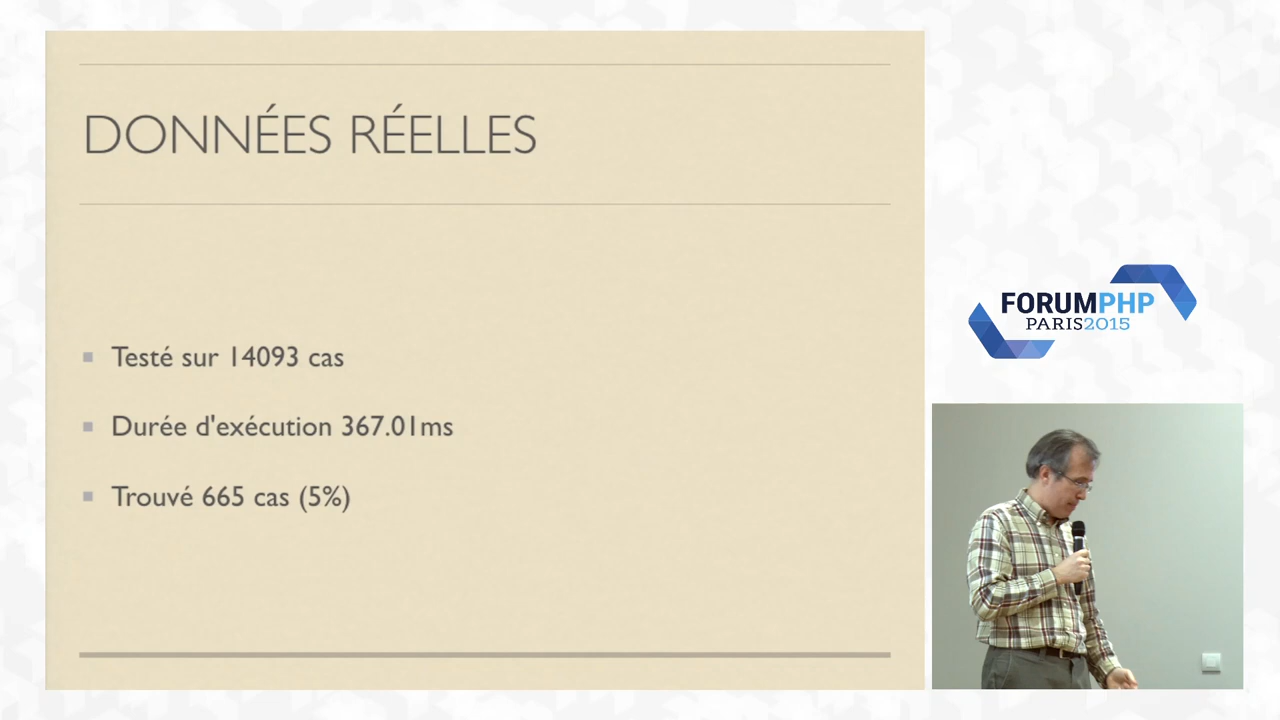 DONNÉES RÉELLES
Testé sur 14093 cas
Durée d'exécution 367.01ms
Trouvé 665 cas (5%)
FORUMPHP
PARIS2015